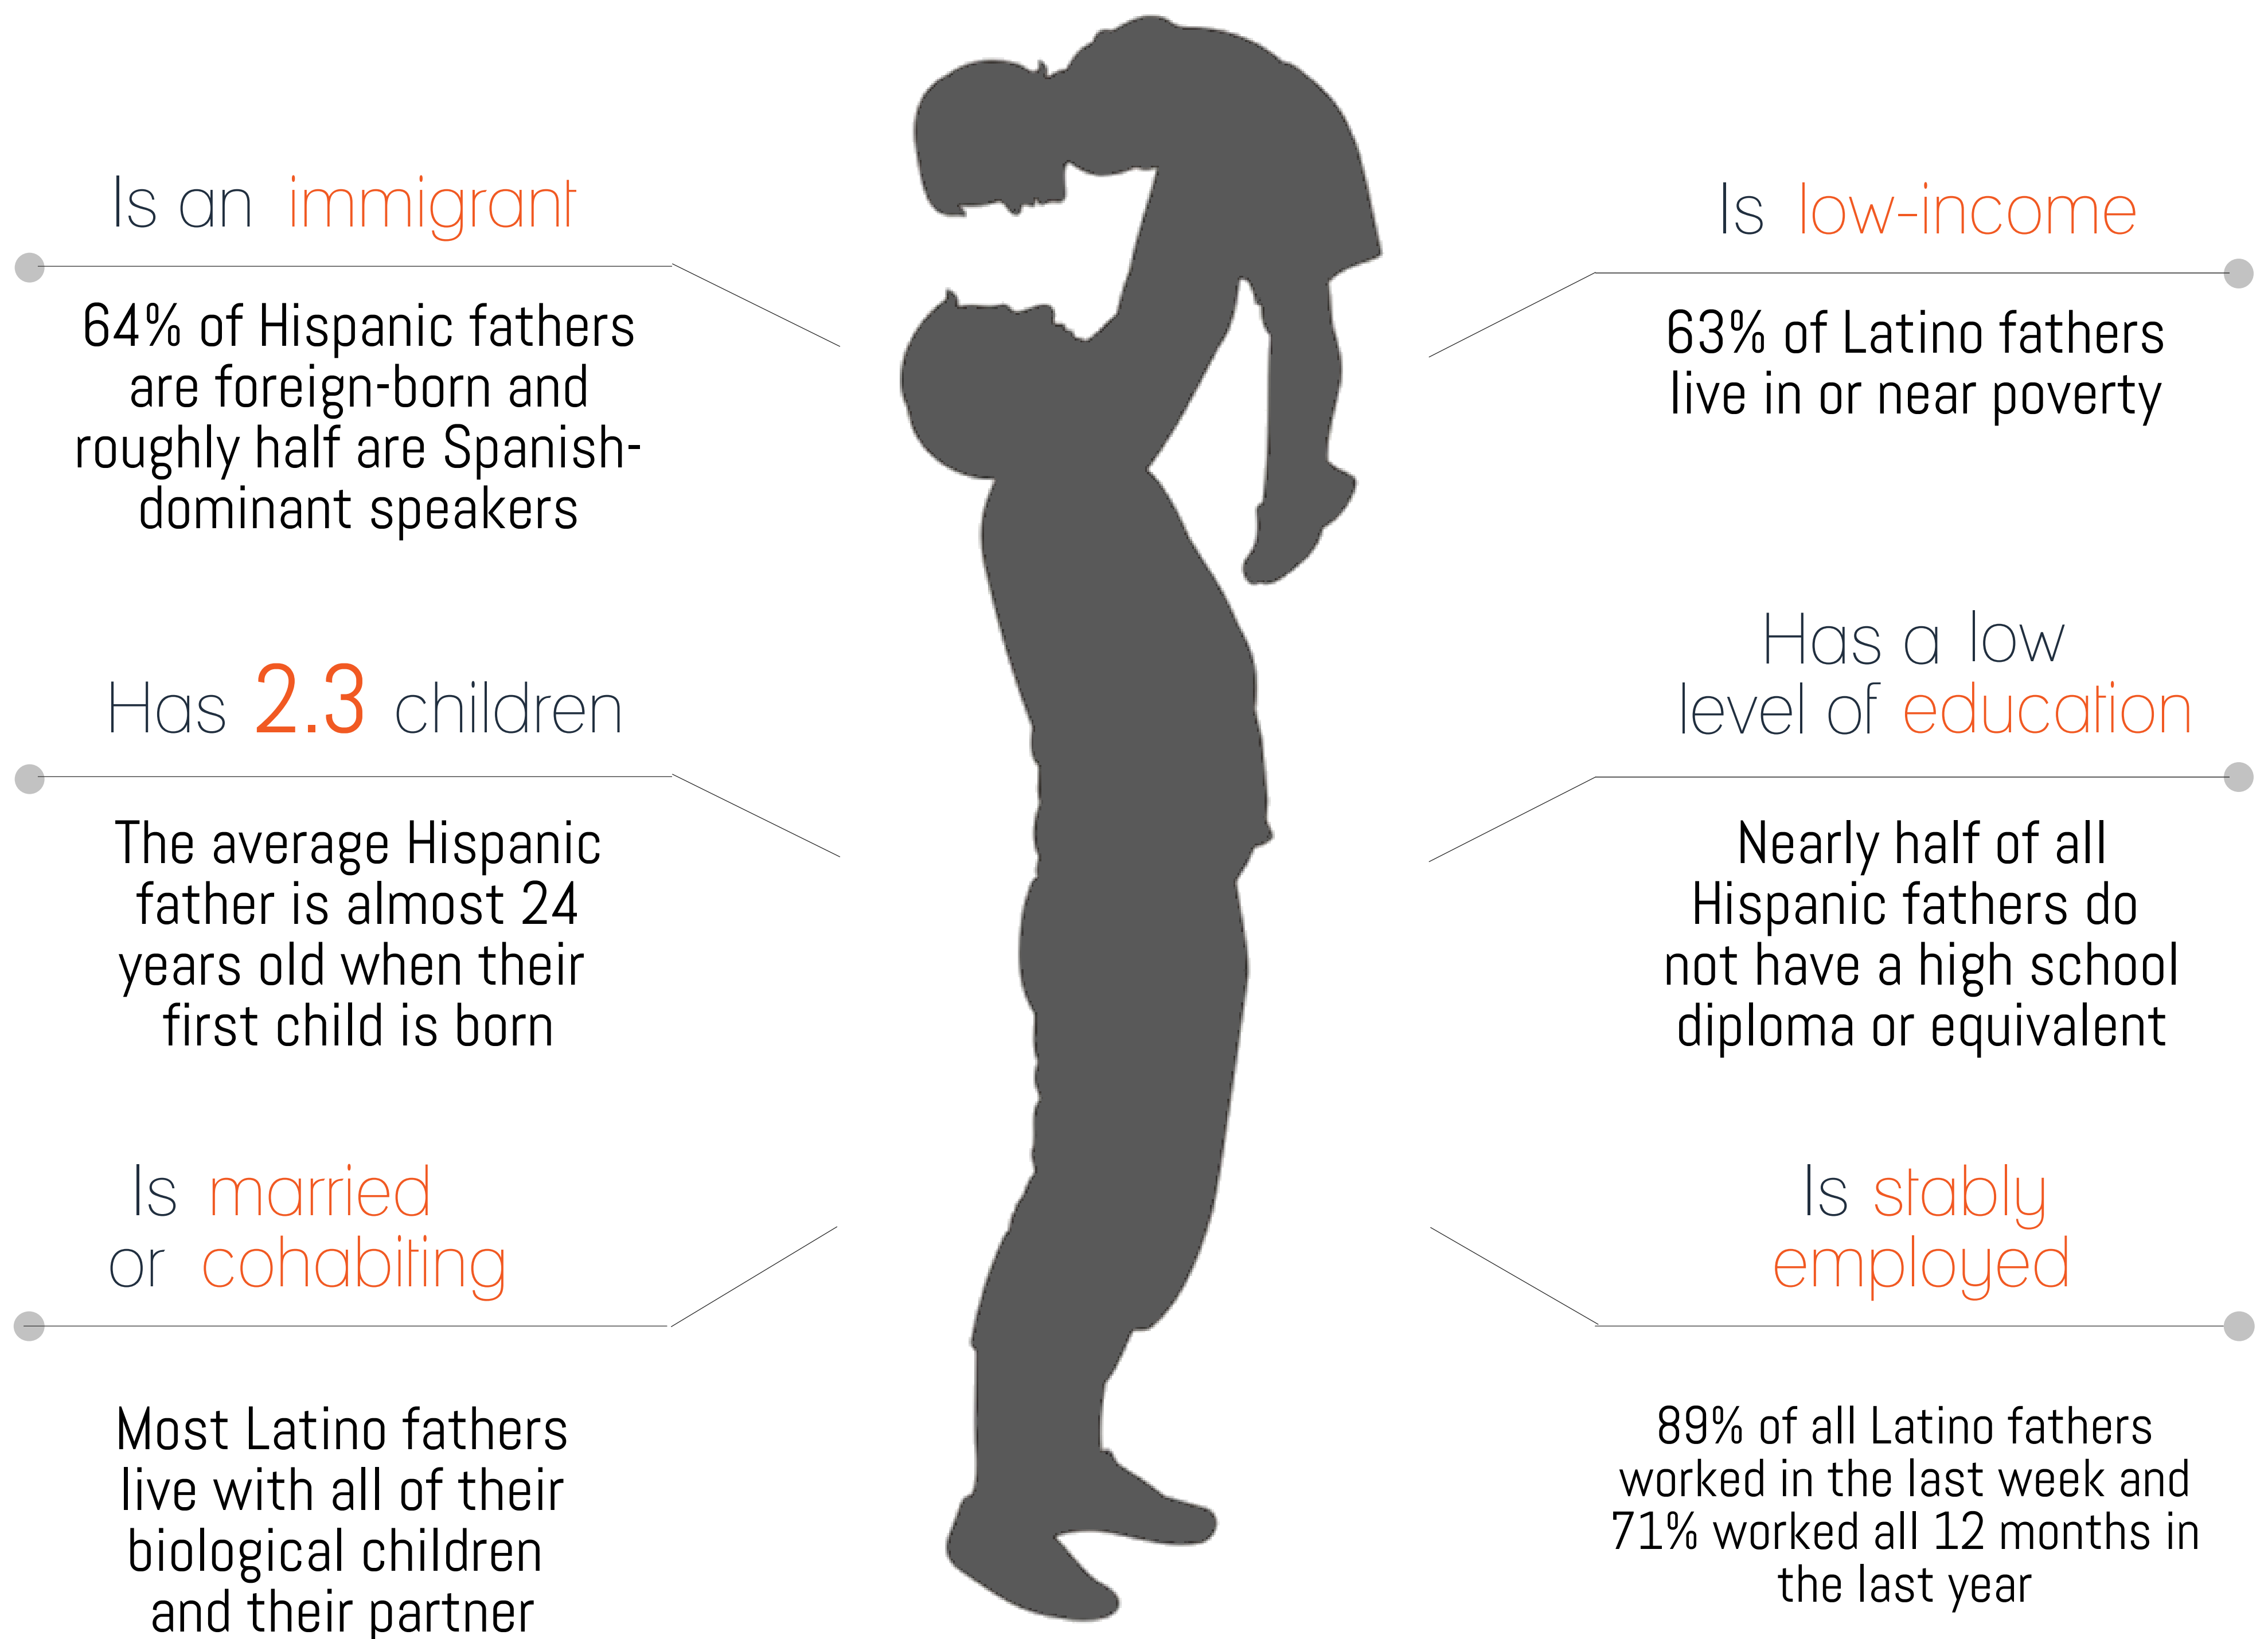 Is an immigrant
64% of Hispanic fathers
are foreign-born and
roughly half are Spanish-
dominant speakers
Has 2.3 children
The average Hispanic
father is almost 24
years old when their
first child is born
Is married
or cohabiting
Most Latino fathers
live with all of their
biological children
and their partner
Is low-income
63% of Latino fathers
live in or near poverty
Has a low
level of education
Nearly half of all
Hispanic fathers do
not have a high school
diploma or equivalent
Is stably
employed
89% of all Latino fathers
worked in the last week and
71% worked all 12 months in
the last year